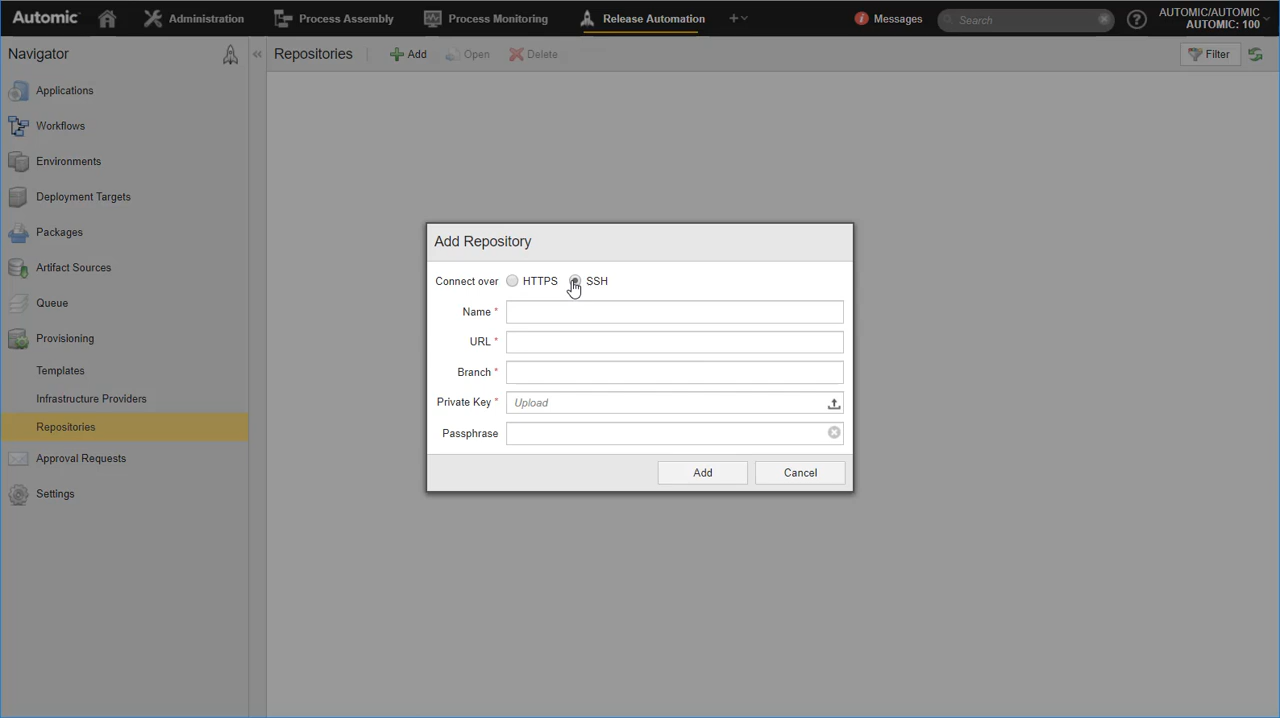 Automic Administration Process Assembly Process Monitoring Release Automation Messages Search AUTOMIC/AUTOMIC
AUTOMIC: 100
Navigator
Repositories Add Open Delete Filter
Applications
Workflows
Environments
Deployment Targets
Packages
Artifact Sources
Queue
Provisioning
Templates
Infrastructure Providers
Repositories
Approval Requests
Settings
Add Repository
Connect over HTTPS SSH
Name *
URL *
Branch *
Private Key * Upload
Passphrase
Add Cancel